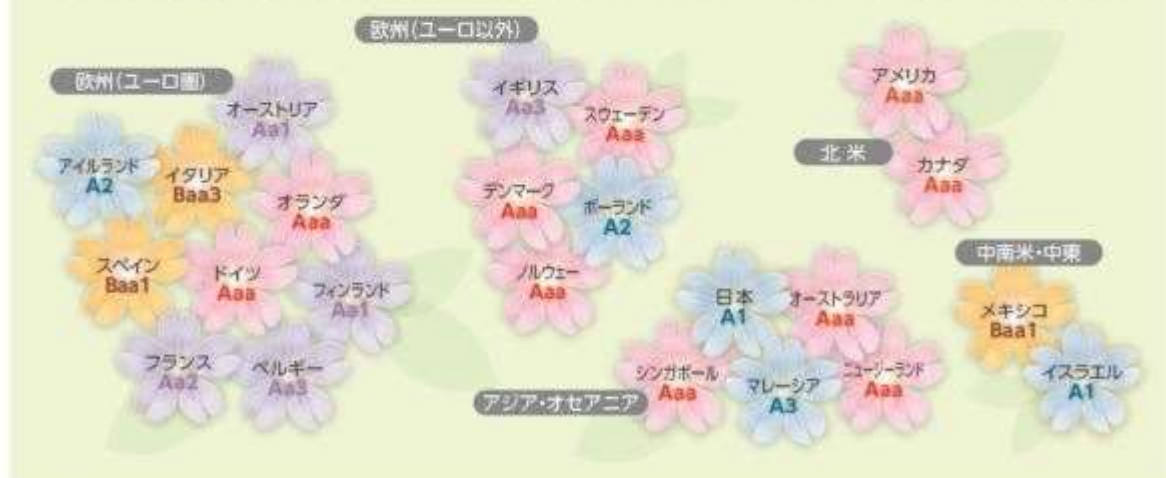 欧州(ユーロ圏)
オーストリア
Aa1
アイルランド
A2
イタリア
Baa3
オランダ
Aaa
スペイン
Baa1
ドイツ
Aaa
フィンランド
Aa1
フランス
Aa2
ベルギー
Aa3
欧州(ユーロ以外)
イギリス
Aa3
スウェーデン
Aaa
デンマーク
Aaa
ポーランド
A2
ノルウェー
Aaa
北米
アメリカ
Aaa
カナダ
Aaa
アジア・オセアニア
日本
A1
オーストラリア
Aaa
シンガポール
Aaa
マレーシア
A3
ニュージーランド
Aaa
中南米・中東
メキシコ
Baa1
イスラエル
A1